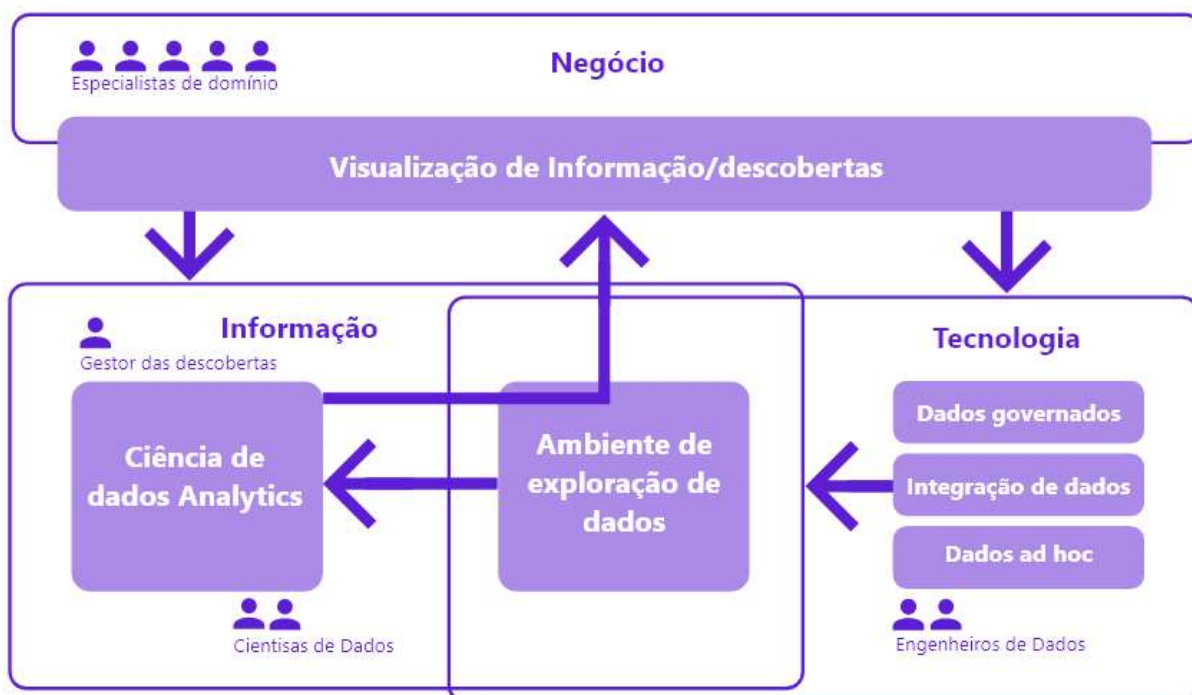 Negócio
Especialistas de domínio
Visualização de Informação/descobertas
Informação
Gestor das descobertas
Ciência de
dados Analytics
Cientisas de Dados
Ambiente de
exploração de
dados
Tecnologia
Dados governados
Integração de dados
Dados ad hoc
Engenheiros de Dados